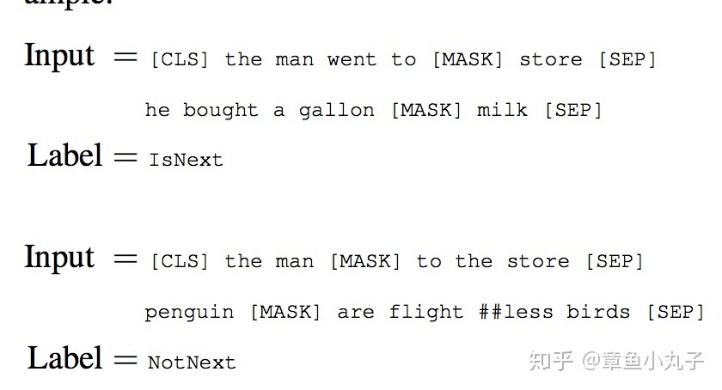 Input = [CLS] the man went to [MASK] store [SEP]
he bought a gallon [MASK] milk [SEP]
Label = IsNext
Input = [CLS] the man [MASK] to the store [SEP]
penguin [MASK] are flight ##less birds [SEP]
Label = NotNext
知乎 @章鱼小丸子